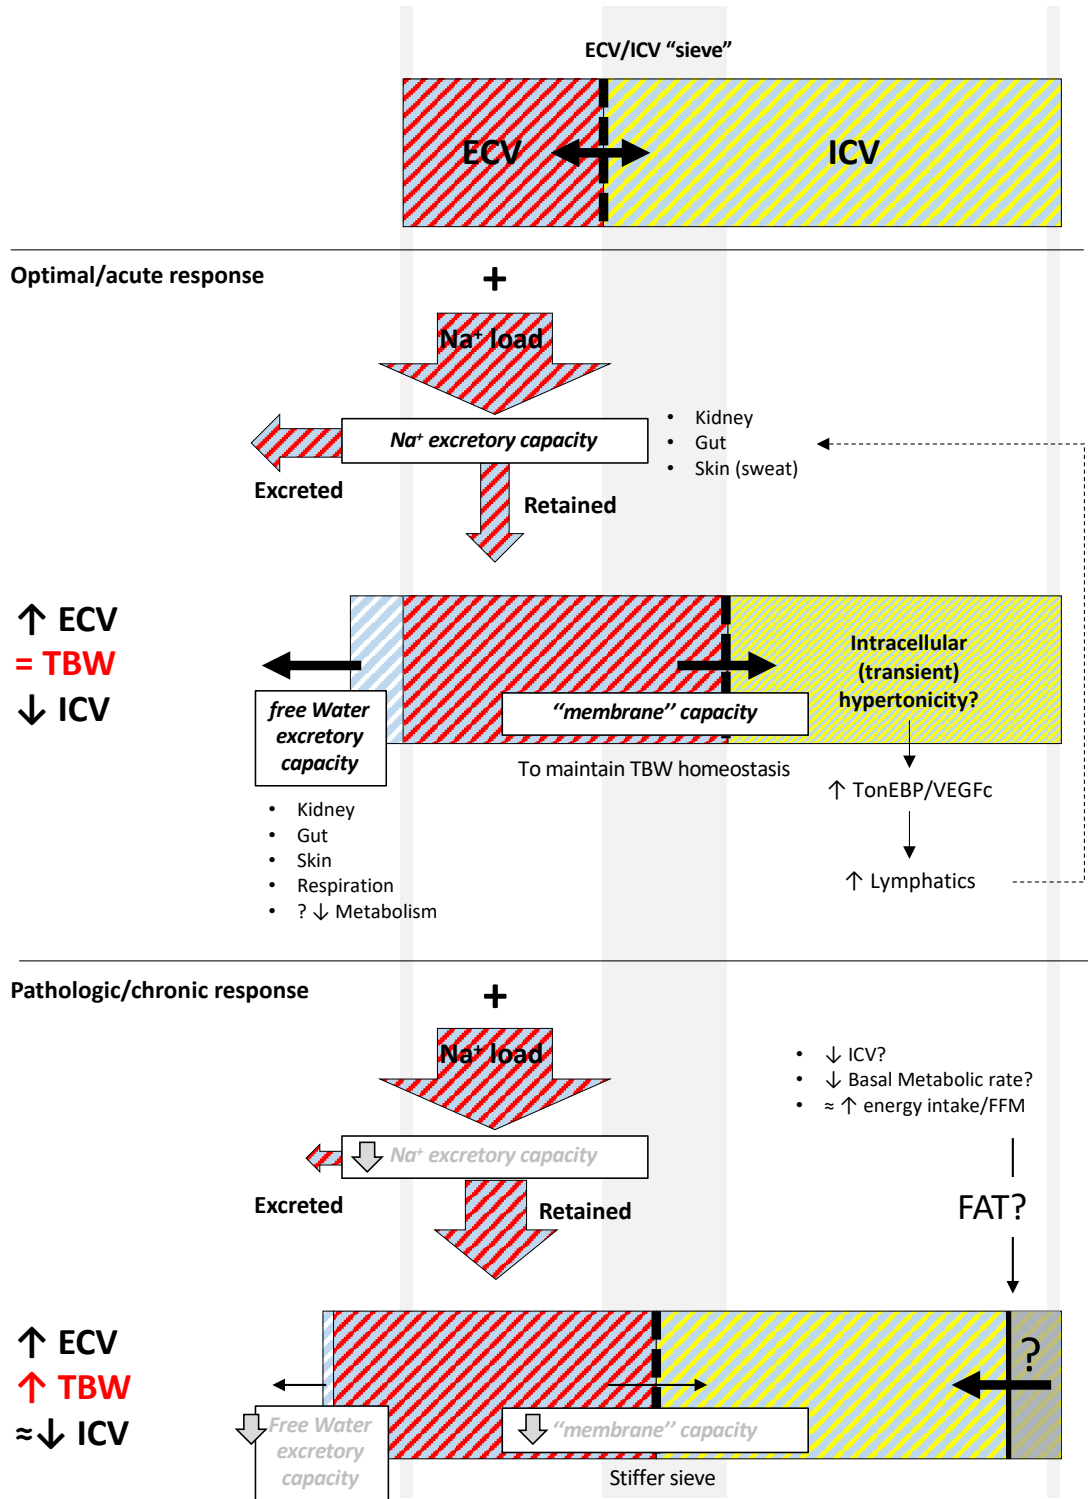 ECV/ICV “sieve”
ECV
ICV
Optimal/acute response
+
Na⁺ load
Na⁺ excretory capacity
• Kidney
• Gut
• Skin (sweat)
Excreted
Retained
↑ ECV
= TBW
↓ ICV
free Water
excretory
capacity
“membrane” capacity
Intracellular
(transient)
hypertonicity?
To maintain TBW homeostasis
↑ TonEBP/VEGFc
↑ Lymphatics
• Kidney
• Gut
• Skin
• Respiration
• ? ↓ Metabolism
Pathologic/chronic response
+
Na⁺ load
• ↓ ICV?
• ↓ Basal Metabolic rate?
• ≈ ↑ energy intake/FFM
Na⁺ excretory capacity
Excreted
Retained
FAT?
↑ ECV
↑ TBW
≈↓ ICV
?
Free Water
excretory
capacity
“membrane” capacity
Stiffer sieve